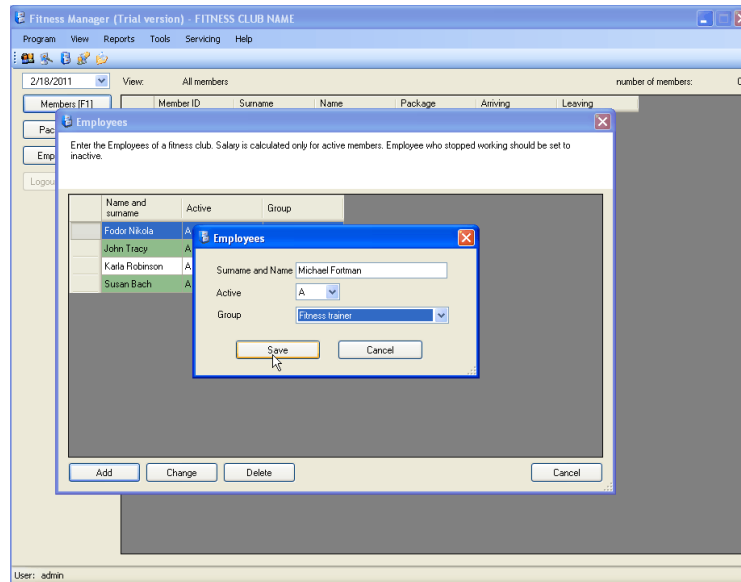 Fitness Manager (Trial version) - FITNESS CLUB NAME
Program View Reports Tools Servicing Help
2/18/2011 View: All members number of members:
Members [F1] Member ID Surname Name Package Arriving Leaving
Pac
Emp
Logou
Employees
Enter the Employees of a fitness club. Salary is calculated only for active members. Employee who stopped working should be set to
inactive.
Name and
surname Active Group
Fodor Nikola A
John Tracy A
Karla Robinson A
Susan Bach A
Employees
Surname and Name Michael Fortman
Active A
Group Fitness trainer
Save Cancel
Add Change Delete Cancel
User: admin